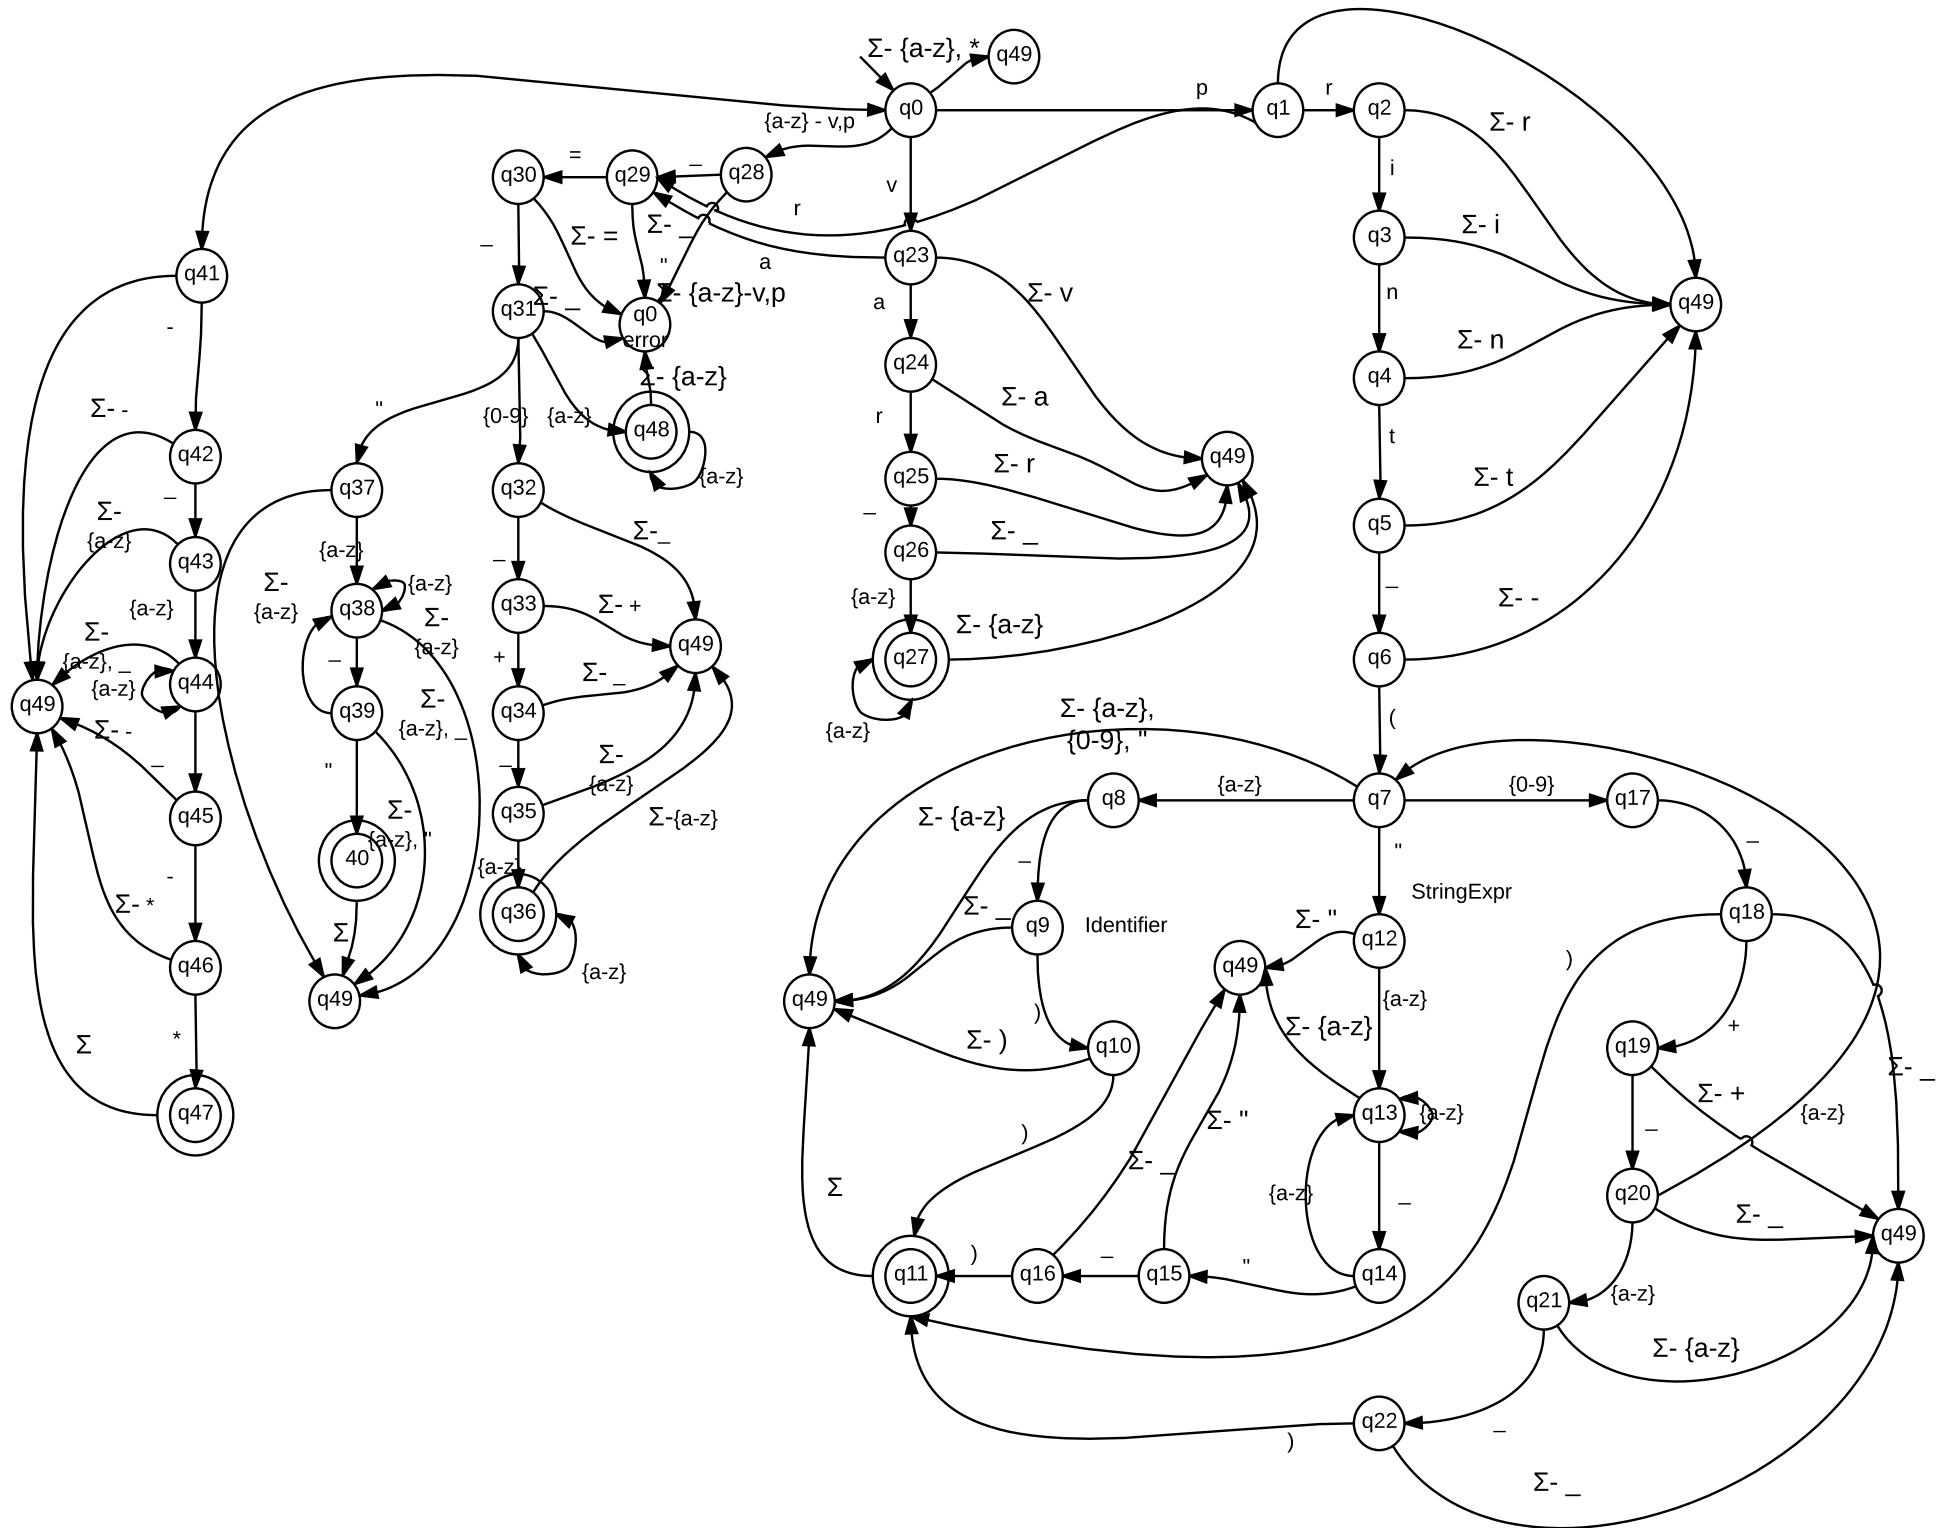 Σ- {a-z}, *
q49
q0
p
q1
r
q2
Σ- r
{a-z} - v,p
=
_
q30
q29
q28
v
i
r
_
Σ- =
Σ- _
q3
Σ- i
q41
"
a
q23
q31
Σ- _
Σ- {a-z}-v,p
q0
error
a
Σ- v
n
q49
-
q24
Σ- n
q4
Σ- {a-z}
Σ- a
Σ- -
"
{0-9}
{a-z}
q48
r
t
q42
{a-z}
q49
_
q37
q32
q25
Σ- r
Σ- t
Σ-
{a-z}
Σ-_
_
q26
Σ- _
q5
q43
{a-z}
_
{a-z}
Σ-
{a-z}
q38
{a-z}
Σ-
{a-z}
q33
Σ- +
{a-z}
_
Σ- -
Σ-
{a-z}, _
{a-z}
q44
_
+
q49
Σ- {a-z}
q27
q6
q49
q39
Σ-
{a-z}, _
Σ- _
q34
{a-z}
(
Σ- -
_
"
_
Σ-
{a-z}
Σ- {a-z},
{0-9}, "
q45
Σ-
{a-z}, "
q35
Σ-{a-z}
q8
{a-z}
q7
{0-9}
q17
Σ- {a-z}
_
"
_
-
40
{a-z}
StringExpr
Σ- *
Σ
q36
Σ- _
q9
Identifier
Σ- "
q12
q18
q46
{a-z}
q49
)
*
Σ
q49
q49
)
{a-z}
Σ- )
q10
Σ- {a-z}
q19
+
Σ- _
q47
)
Σ- "
q13
{a-z}
Σ- +
{a-z}
_
Σ- _
Σ
{a-z}
_
q20
Σ- _
q49
q11
)
q16
_
q15
"
q14
q21
{a-z}
Σ- {a-z}
q22
_
)
Σ- _